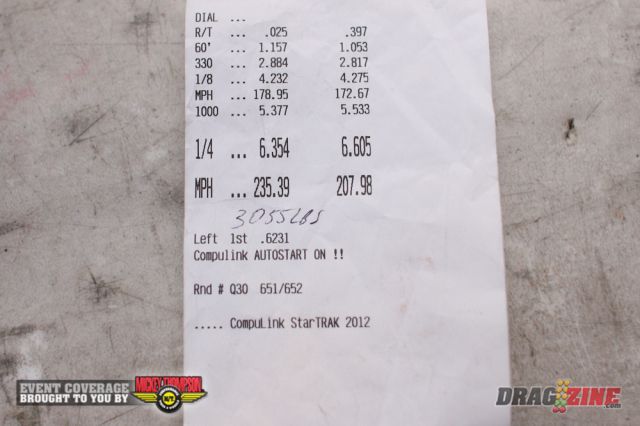 DIAL ...
R/T ... .025 .397
60' ... 1.157 1.053
330 ... 2.884 2.817
1/8 ... 4.232 4.275
MPH ... 178.95 172.67
1000 ... 5.377 5.533
1/4 ... 6.354 6.605
MPH ... 235.39 207.98
3055LBS
Left 1st .6231
Compulink AUTOSTART ON !!
Rnd # Q30 651/652
..... CompuLink StarTRAK 2012
EVENT COVERAGE
BROUGHT TO YOU BY
MICKEY THOMPSON
M/T
DRAGZINE.com